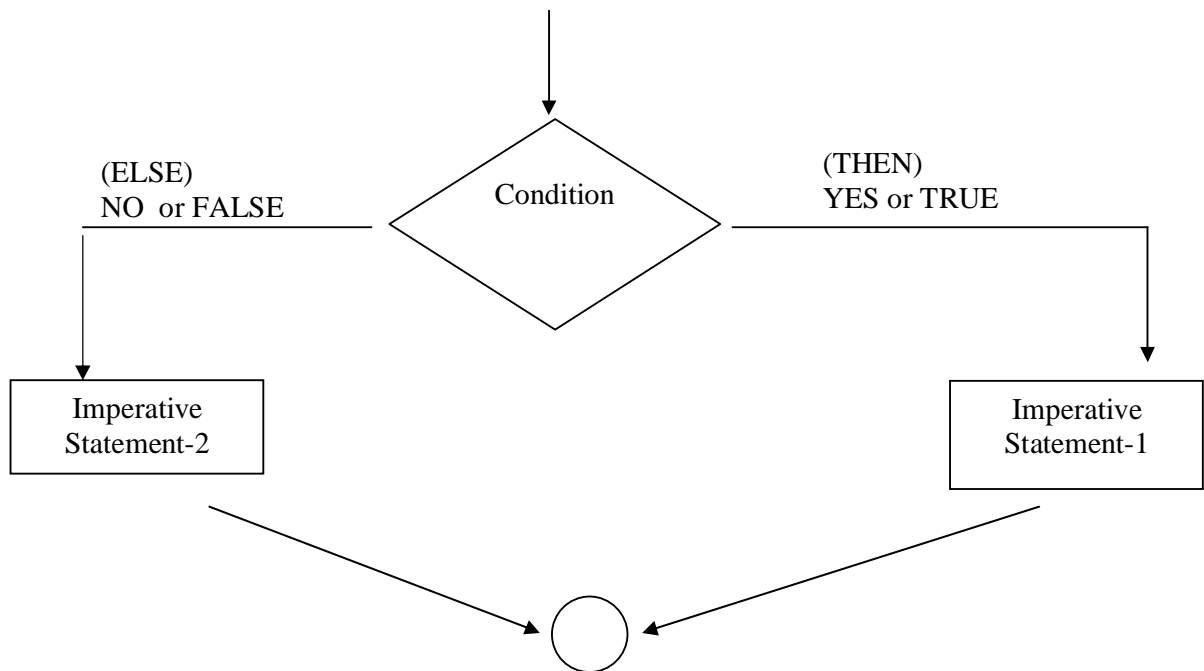 (ELSE)
NO or FALSE
Condition
(THEN)
YES or TRUE
Imperative
Statement-2
Imperative
Statement-1